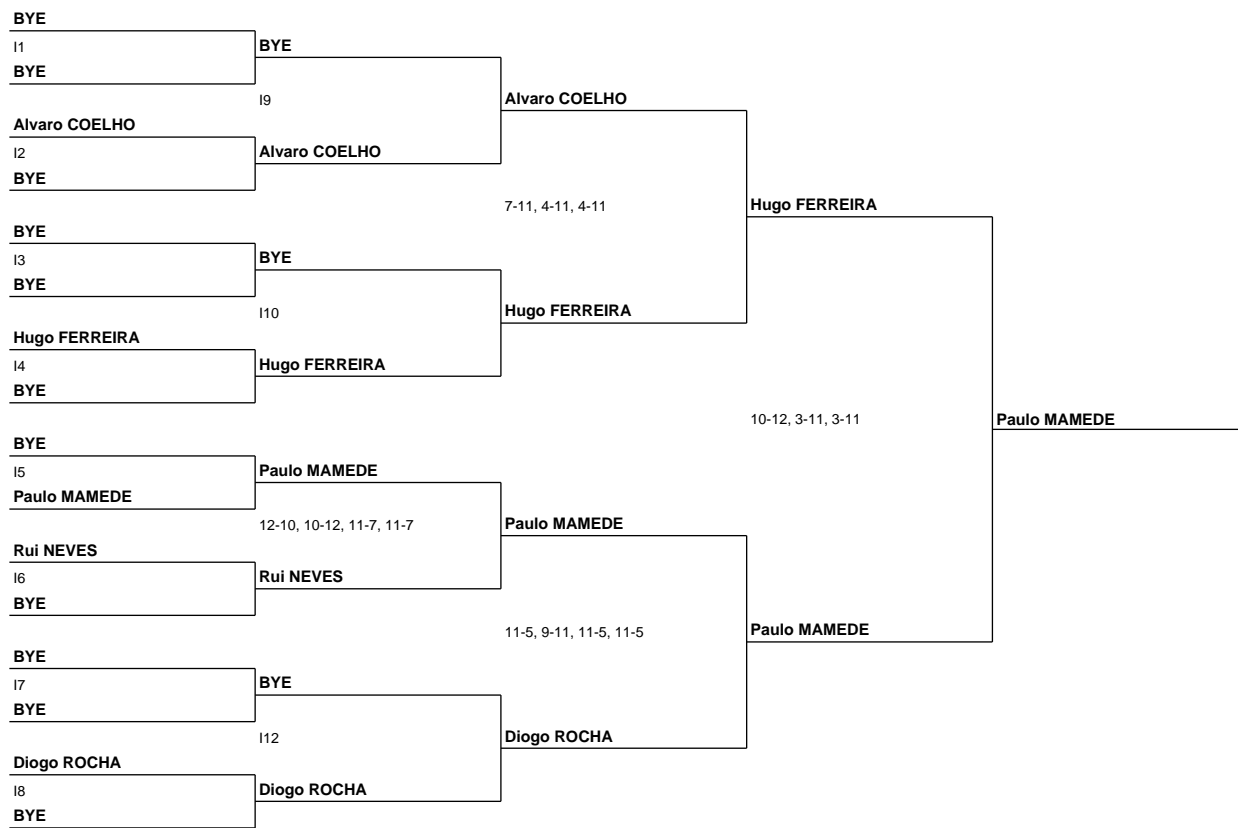 BYE
I1
BYE
BYE
I9
Alvaro COELHO
Alvaro COELHO
I2
Alvaro COELHO
BYE
7-11, 4-11, 4-11
Hugo FERREIRA
BYE
I3
BYE
BYE
I10
Hugo FERREIRA
Hugo FERREIRA
I4
Hugo FERREIRA
BYE
10-12, 3-11, 3-11
Paulo MAMEDE
BYE
I5
Paulo MAMEDE
Paulo MAMEDE
12-10, 10-12, 11-7, 11-7
Paulo MAMEDE
Rui NEVES
I6
Rui NEVES
BYE
11-5, 9-11, 11-5, 11-5
Paulo MAMEDE
BYE
I7
BYE
BYE
I12
Diogo ROCHA
Diogo ROCHA
I8
Diogo ROCHA
BYE